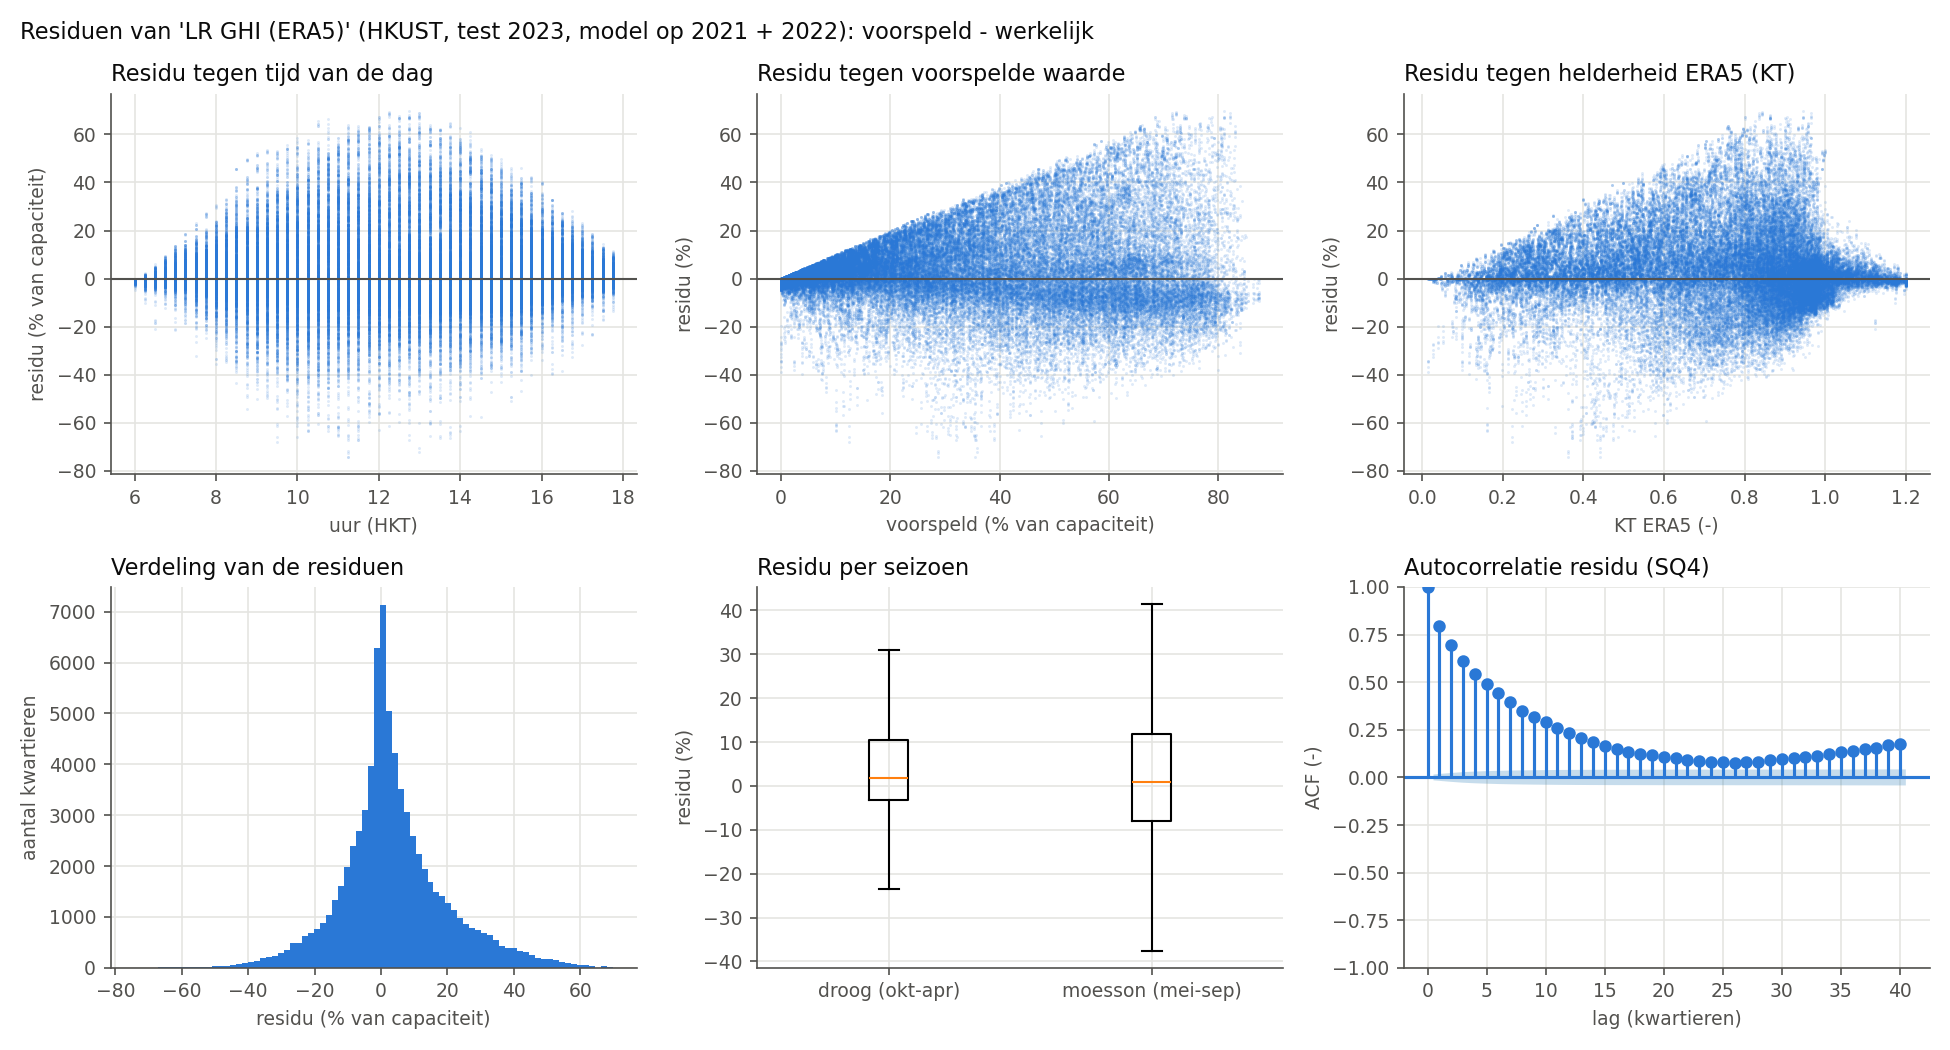 Residuen van 'LR GHI (ERA5)' (HKUST, test 2023, model op 2021 + 2022): voorspeld - werkelijk
Residu tegen tijd van de dag
residu (% van capaciteit)
60
40
20
0
−20
−40
−60
−80
6 8 10 12 14 16 18
uur (HKT)
Residu tegen voorspelde waarde
residu (%)
60
40
20
0
−20
−40
−60
−80
0 20 40 60 80
voorspeld (% van capaciteit)
Residu tegen helderheid ERA5 (KT)
residu (%)
60
40
20
0
−20
−40
−60
−80
0.0 0.2 0.4 0.6 0.8 1.0 1.2
KT ERA5 (-)
Verdeling van de residuen
aantal kwartieren
7000
6000
5000
4000
3000
2000
1000
0
−80 −60 −40 −20 0 20 40 60
residu (% van capaciteit)
Residu per seizoen
residu (%)
40
30
20
10
0
−10
−20
−30
−40
droog (okt-apr) moesson (mei-sep)
Autocorrelatie residu (SQ4)
ACF (-)
1.00
0.75
0.50
0.25
0.00
−0.25
−0.50
−0.75
−1.00
0 5 10 15 20 25 30 35 40
lag (kwartieren)